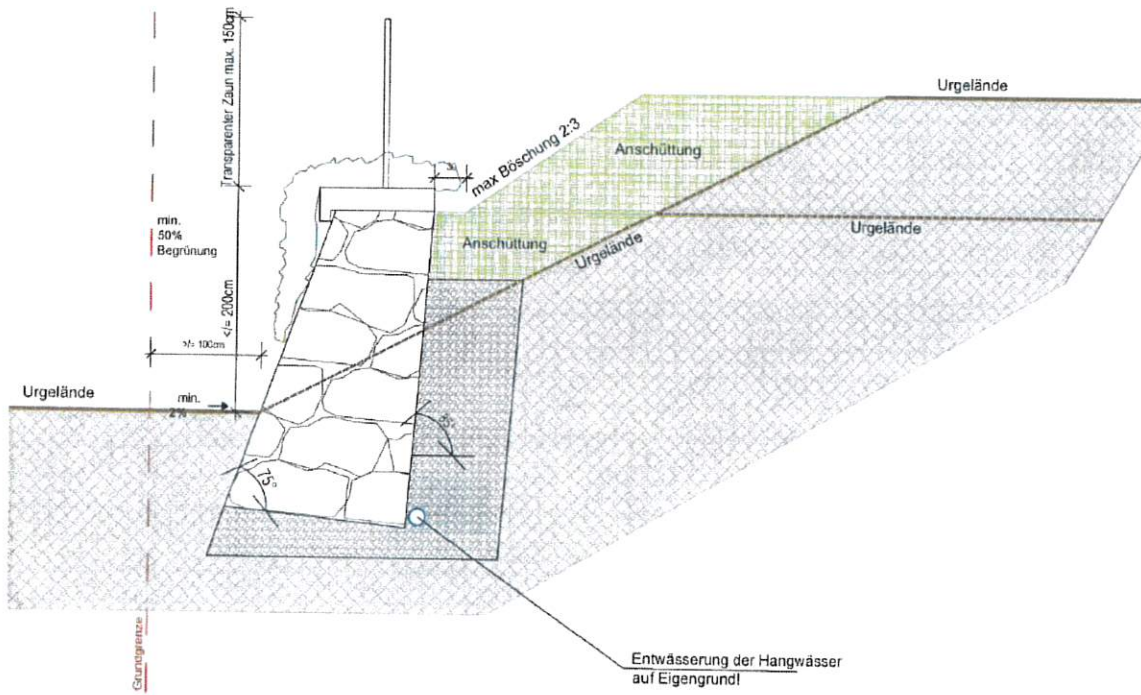 Transparenter Zaun max. 150cm
Urgelände
max Böschung 2:3
Anschüttung
min.
50%
Begrünung
Anschüttung
Urgelände
Urgelände
</= 200cm
>/= 100cm
Urgelände
min.
2%
75°
Grundgrenze
Entwässerung der Hangwässer
auf Eigengrund!